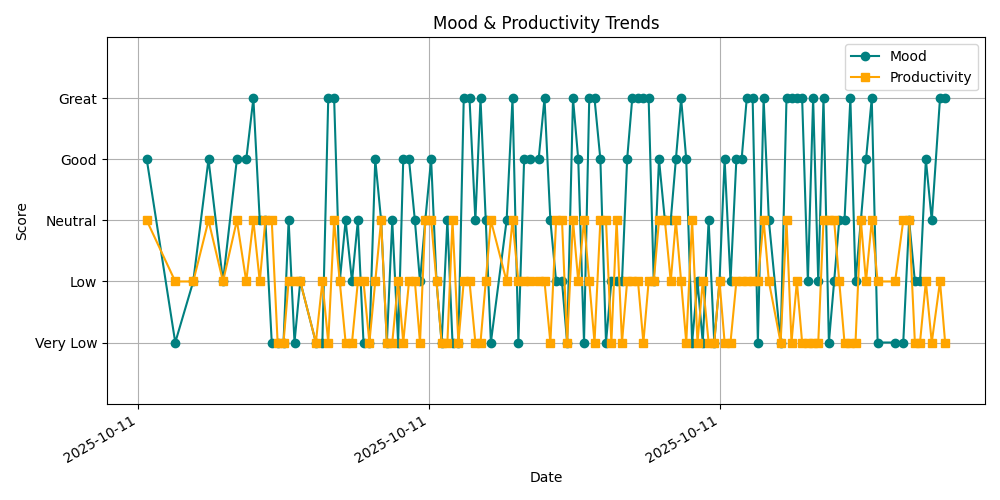 Mood & Productivity Trends
Mood
Productivity
Score
Great
Good
Neutral
Low
Very Low
2025-10-11
2025-10-11
2025-10-11
Date